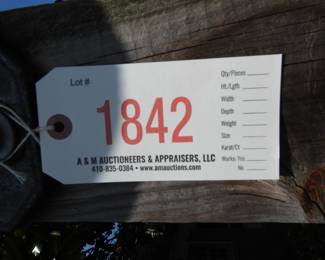 Lot #
1842
A & M AUCTIONEERS & APPRAISERS, LLC
410-835-0384 • www.amauctions.com
Qty/Pieces
Ht./Lgth
Width
Depth
Weight
Size
Karat/Ct
Works: Yes
No